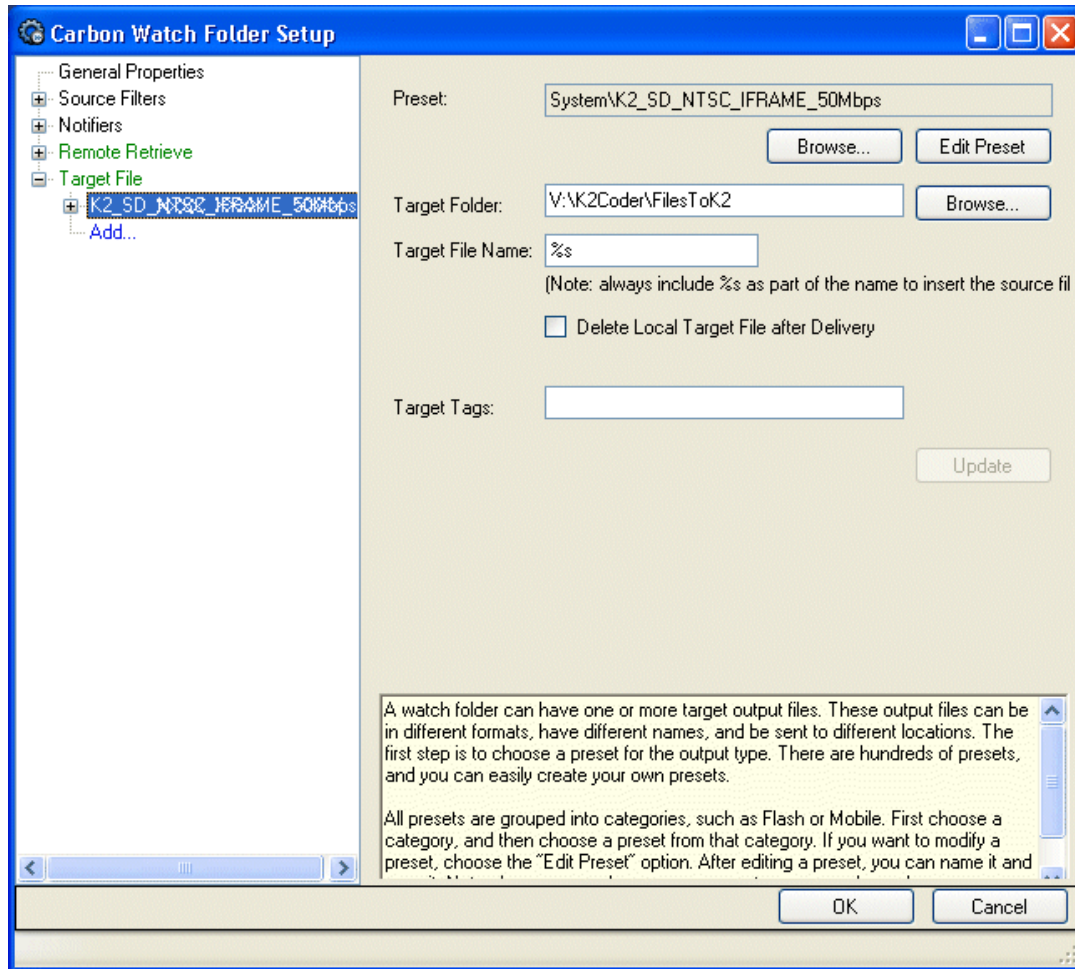 Carbon Watch Folder Setup
General Properties
Source Filters
Notifiers
Remote Retrieve
Target File
K2_SD_NTSC_IFRAME_50Mbps
Add...
Preset:
System\K2_SD_NTSC_IFRAME_50Mbps
Browse...
Edit Preset
Target Folder:
V:\K2Coder\FilesToK2
Browse...
Target File Name:
%s
(Note: always include %s as part of the name to insert the source fil
Delete Local Target File after Delivery
Target Tags:
Update
A watch folder can have one or more target output files. These output files can be
in different formats, have different names, and be sent to different locations. The
first step is to choose a preset for the output type. There are hundreds of presets,
and you can easily create your own presets.
All presets are grouped into categories, such as Flash or Mobile. First choose a
category, and then choose a preset from that category. If you want to modify a
preset, choose the "Edit Preset" option. After editing a preset, you can name it and
OK
Cancel